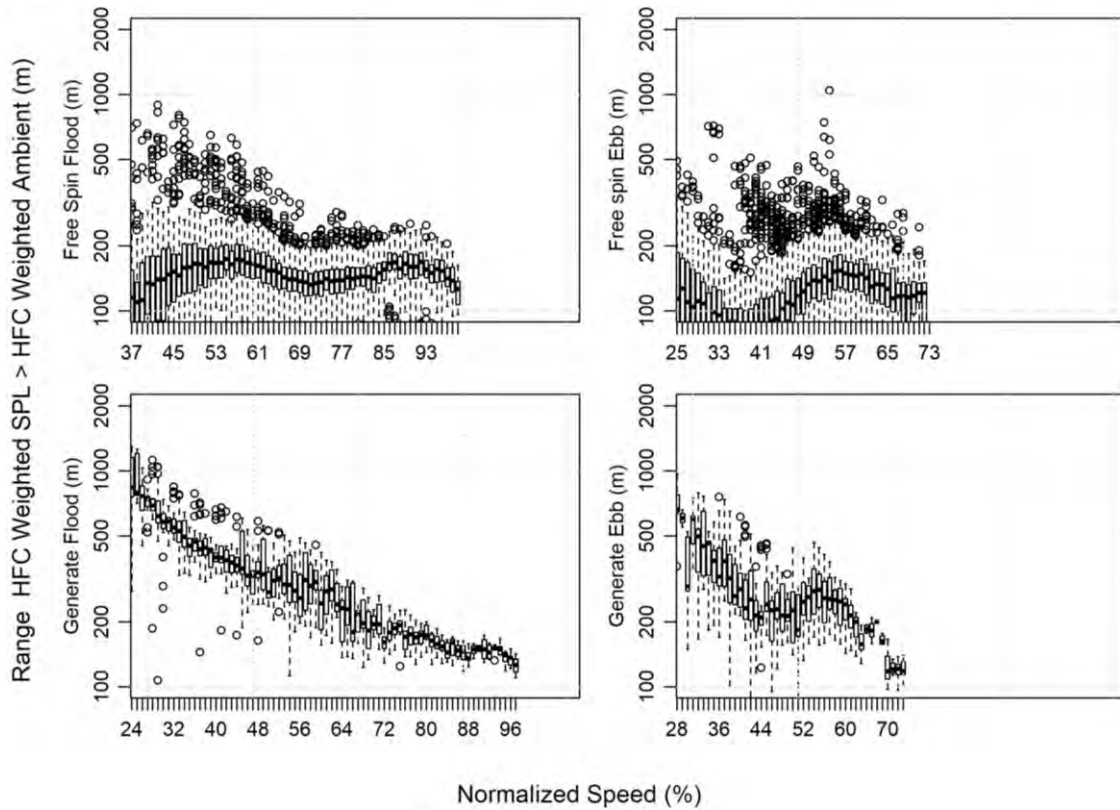 Range HFC Weighted SPL > HFC Weighted Ambient (m)
Free Spin Flood (m)
100 200 500 1000 2000
37 45 53 61 69 77 85 93
Free spin Ebb (m)
100 200 500 1000 2000
25 33 41 49 57 65 73
Generate Flood (m)
100 200 500 1000 2000
24 32 40 48 56 64 72 80 88 96
Generate Ebb (m)
100 200 500 1000 2000
28 36 44 52 60 70
Normalized Speed (%)